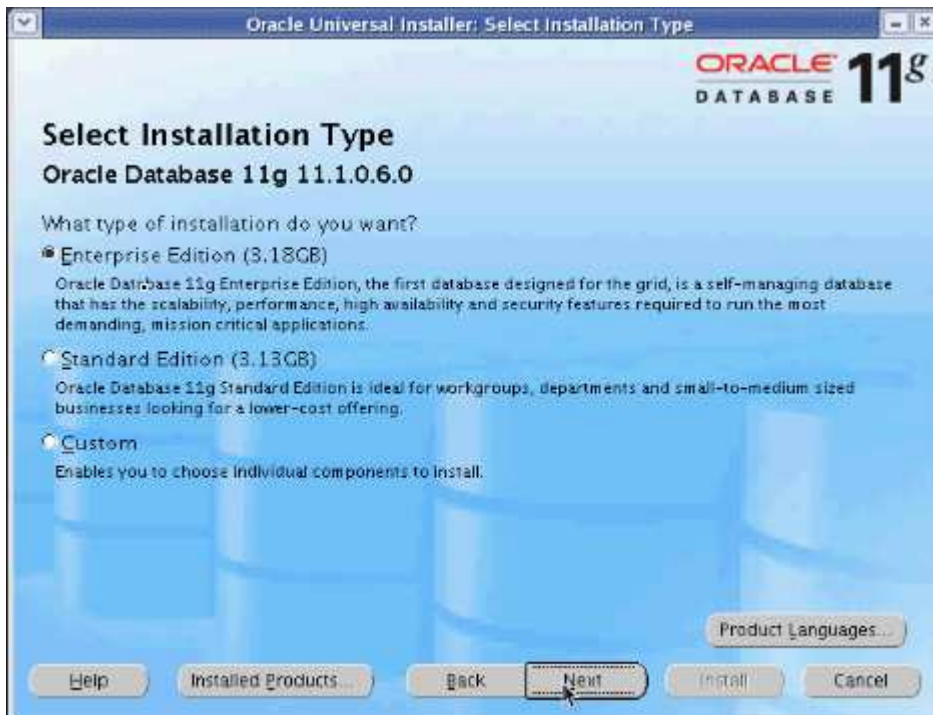 Oracle Universal Installer: Select Installation Type
ORACLE 11g
DATABASE
Select Installation Type
Oracle Database 11g 11.1.0.6.0
What type of installation do you want?
Enterprise Edition (3.18GB)
Oracle Database 11g Enterprise Edition, the first database designed for the grid, is a self-managing database
that has the scalability, performance, high availability and security features required to run the most
demanding, mission critical applications.
Standard Edition (3.13GB)
Oracle Database 11g Standard Edition is ideal for workgroups, departments and small-to-medium sized
businesses looking for a lower-cost offering.
Custom
Enables you to choose individual components to install.
Product Languages...
Help Installed Products... Back Next Install Cancel